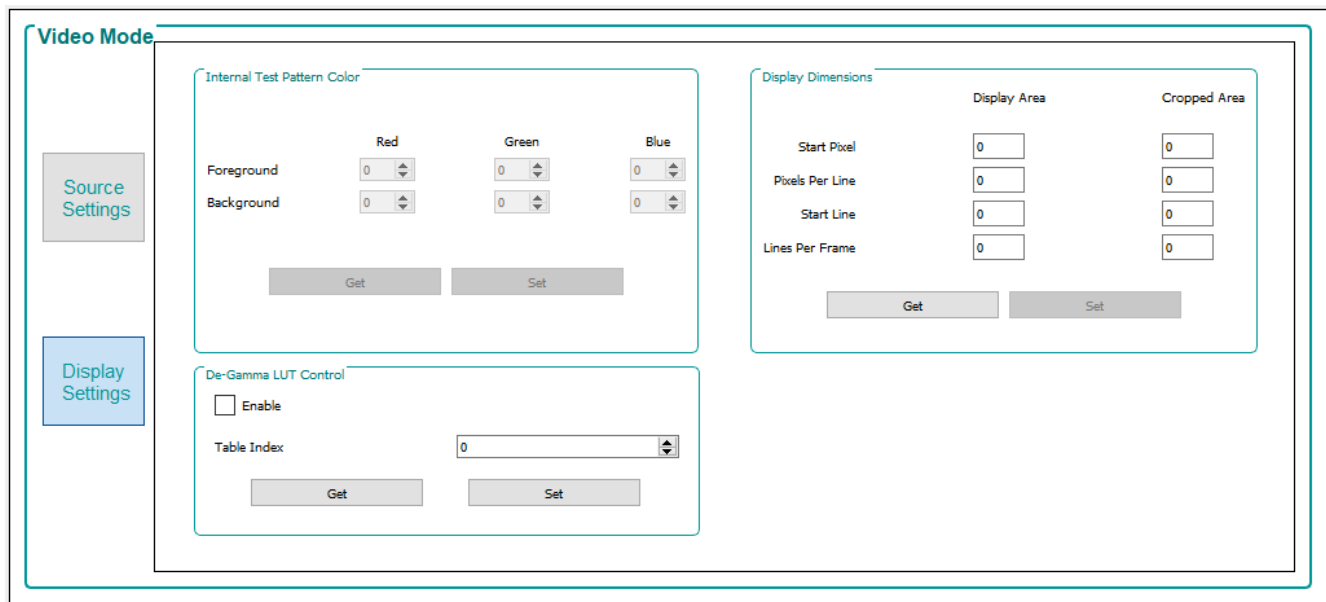 Video Mode
Source
Settings
Display
Settings
Internal Test Pattern Color
Red Green Blue
Foreground 0 0 0
Background 0 0 0
Get Set
Display Dimensions
Display Area Cropped Area
Start Pixel 0 0
Pixels Per Line 0 0
Start Line 0 0
Lines Per Frame 0 0
Get Set
De-Gamma LUT Control
Enable
Table Index 0
Get Set